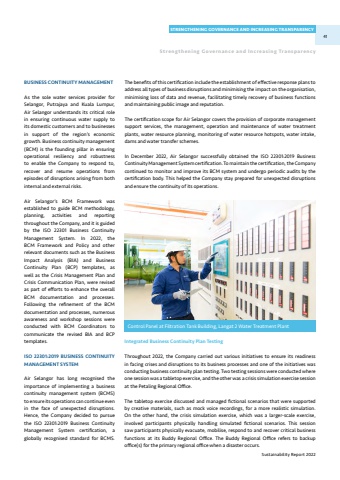 STRENGTHENING GOVERNANCE AND INCREASING TRANSPARENCY
41
Strengthening Governance and Increasing Transparency
BUSINESS CONTINUITY MANAGEMENT
As the sole water services provider for
Selangor, Putrajaya and Kuala Lumpur,
Air Selangor understands its critical role
in ensuring continuous water supply to
its domestic customers and to businesses
in support of the region's economic
growth. Business continuity management
(BCM) is the founding pillar in ensuring
operational resiliency and robustness
to enable the Company to respond to,
recover and resume operations from
episodes of disruptions arising from both
internal and external risks.
Air Selangor's BCM Framework was
established to guide BCM methodology,
planning, activities and reporting
throughout the Company, and it is guided
by the ISO 22301 Business Continuity
Management System. In 2022, the
BCM Framework and Policy and other
relevant documents such as the Business
Impact Analysis (BIA) and Business
Continuity Plan (BCP) templates, as
well as the Crisis Management Plan and
Crisis Communication Plan, were revised
as part of efforts to enhance the overall
BCM documentation and processes.
Following the refinement of the BCM
documentation and processes, numerous
awareness and workshop sessions were
conducted with BCM Coordinators to
communicate the revised BIA and BCP
templates.
ISO 22301:2019 BUSINESS CONTINUITY
MANAGEMENT SYSTEM
Air Selangor has long recognised the
importance of implementing a business
continuity management system (BCMS)
to ensure its operations can continue even
in the face of unexpected disruptions.
Hence, the Company decided to pursue
the ISO 22301:2019 Business Continuity
Management System certification, a
globally recognised standard for BCMS.
The benefits of this certification include the establishment of effective response plans to
address all types of business disruptions and minimising the impact on the organisation,
minimising loss of data and revenue, facilitating timely recovery of business functions
and maintaining public image and reputation.
The certification scope for Air Selangor covers the provision of corporate management
support services, the management, operation and maintenance of water treatment
plants, water resource planning, monitoring of water resource hotspots, water intake,
dams and water transfer schemes.
In December 2022, Air Selangor successfully obtained the ISO 22301:2019 Business
Continuity Management System certification. To maintain the certification, the Company
continued to monitor and improve its BCM system and undergo periodic audits by the
certification body. This helped the Company stay prepared for unexpected disruptions
and ensure the continuity of its operations.
Control Panel at Filtration Tank Building, Langat 2 Water Treatment Plant
Integrated Business Continuity Plan Testing
Throughout 2022, the Company carried out various initiatives to ensure its readiness
in facing crises and disruptions to its business processes and one of the initiatives was
conducting business continuity plan testing. Two testing sessions were conducted where
one session was a tabletop exercise, and the other was a crisis simulation exercise session
at the Petaling Regional Office.
The tabletop exercise discussed and managed fictional scenarios that were supported
by creative materials, such as mock voice recordings, for a more realistic simulation.
On the other hand, the crisis simulation exercise, which was a larger-scale exercise,
involved participants physically handling simulated fictional scenarios. This session
saw participants physically evacuate, mobilise, respond to and recover critical business
functions at its Buddy Regional Office. The Buddy Regional Office refers to backup
office(s) for the primary regional office when a disaster occurs.
Sustainability Report 2022